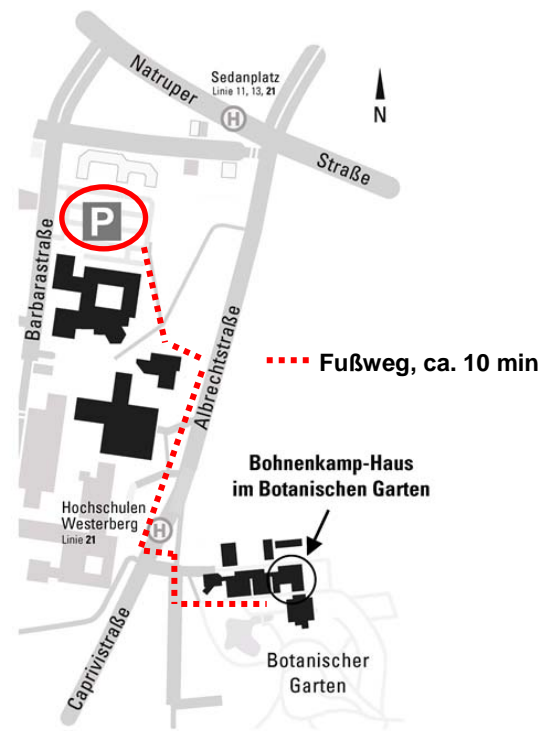 Natruper
Sedanplatz
Linie 11, 13, 21
H
N
Straße
P
Barbarastraße
Albrechtstraße
Fußweg, ca. 10 min
Bohnenkamp-Haus
im Botanischen Garten
Hochschulen
Westerberg
Linie 21
H
Caprivistraße
Botanischer
Garten